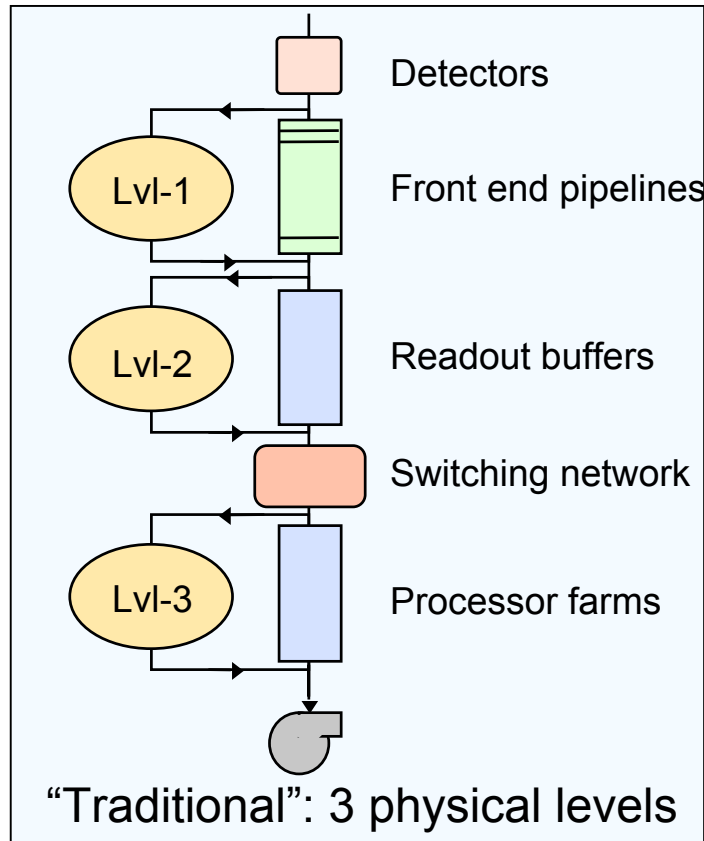 Detectors
Lvl-1
Front end pipelines
Lvl-2
Readout buffers
Switching network
Lvl-3
Processor farms
“Traditional”: 3 physical levels